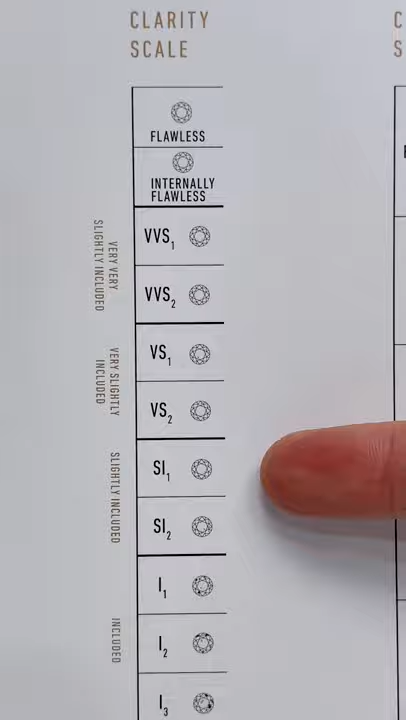 CLARITY
SCALE
FLAWLESS
INTERNALLY
FLAWLESS
VERY VERY
SLIGHTLY INCLUDED
VVS₁
VVS₂
VERY SLIGHTLY
INCLUDED
VS₁
VS₂
SLIGHTLY INCLUDED
SI₁
SI₂
INCLUDED
I₁
I₂
I₃
C
S